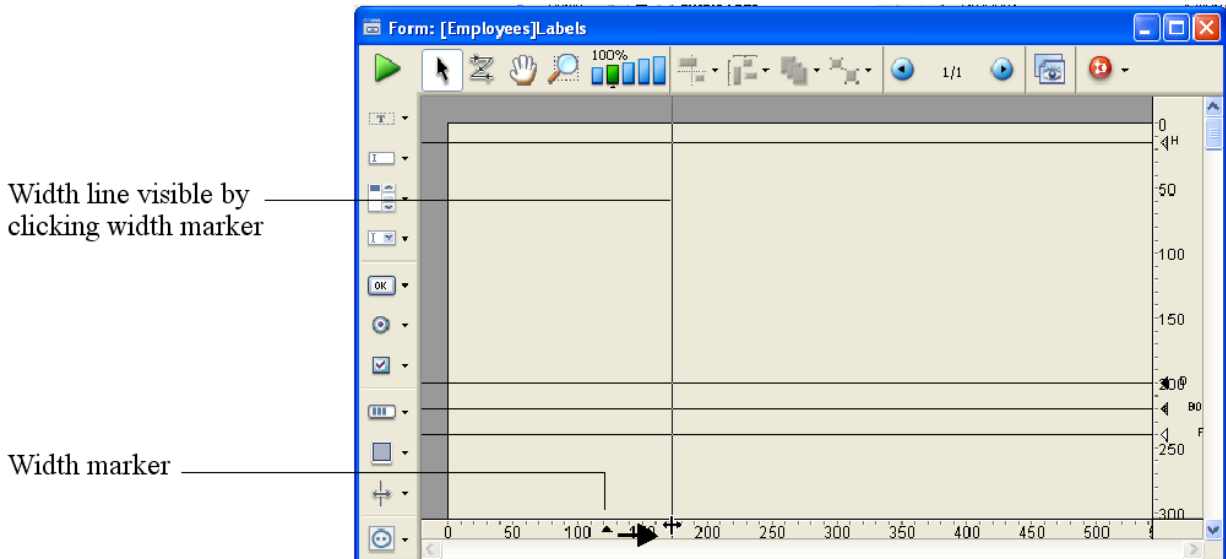 Form: [Employees]Labels
100%
1/1
T
0
H
Width line visible by
clicking width marker
50
100
OK
150
200
D
B0
F
250
Width marker
300
0 50 100 200 250 300 350 400 450 500